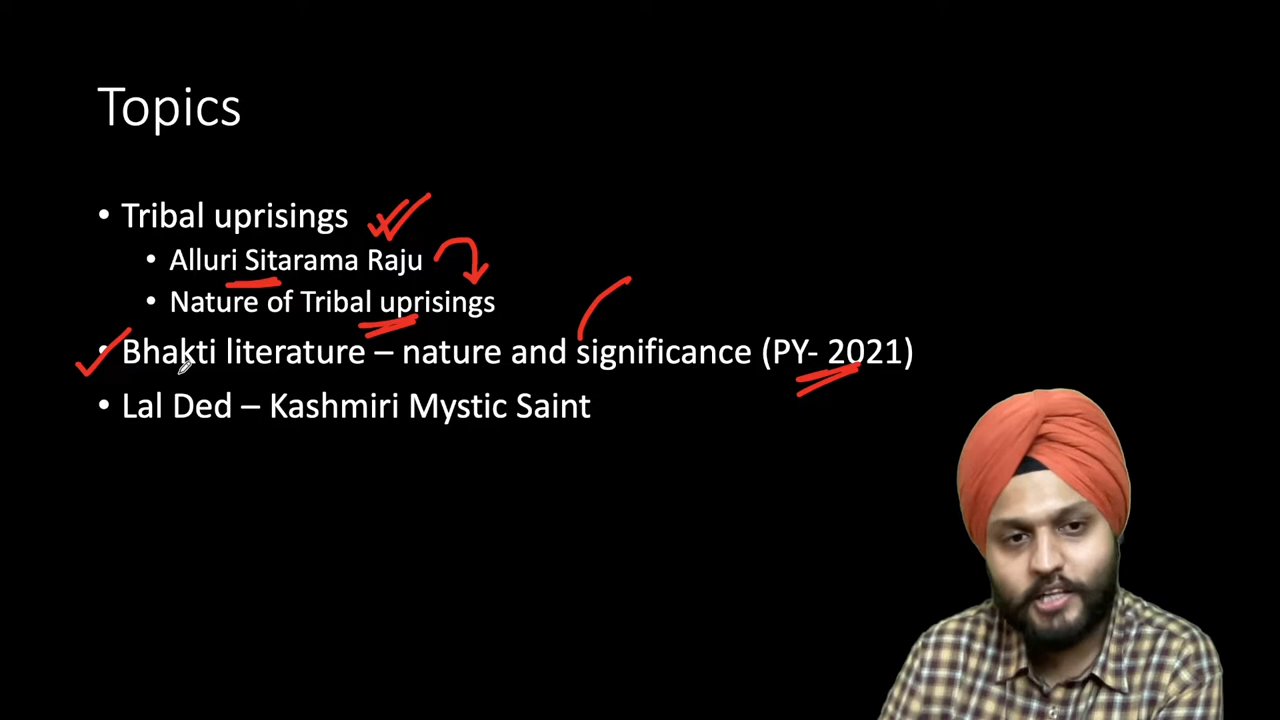 Topics
• Tribal uprisings
• Alluri Sitarama Raju
• Nature of Tribal uprisings
• Bhakti literature – nature and significance (PY- 2021)
• Lal Ded – Kashmiri Mystic Saint